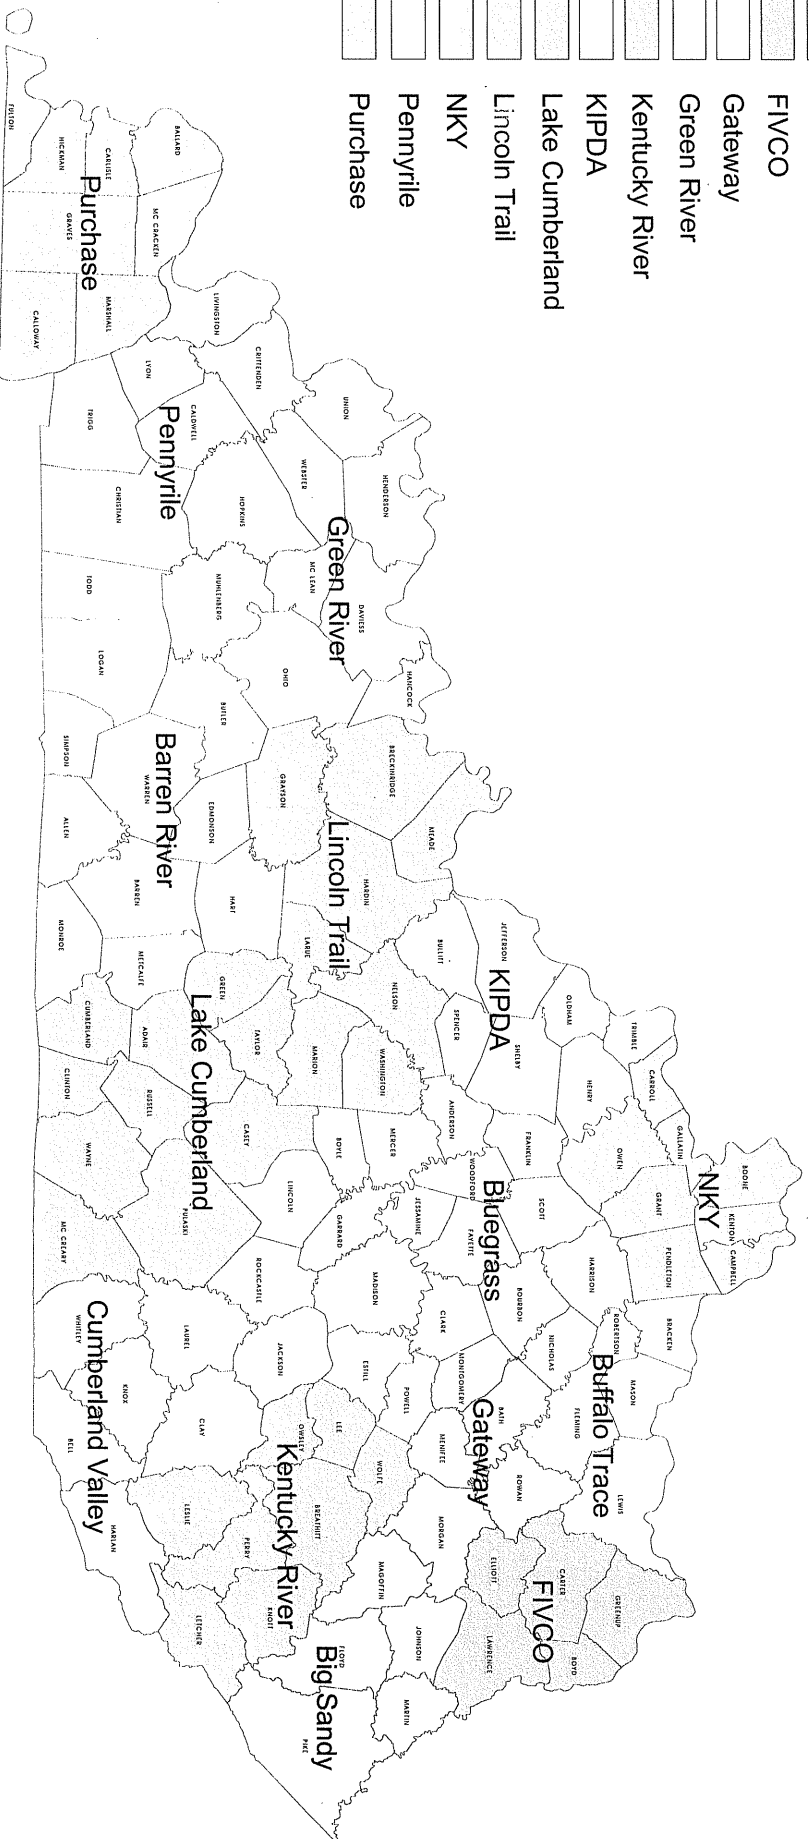 FIVCO
Gateway
Green River
Kentucky River
KIPDA
Lake Cumberland
Lincoln Trail
NKY
Pennyrile
Purchase
NKY
BOONE
KENTON
CAMPBELL
GALLATIN
CARROLL
TRIMBLE
OWEN
GRANT
PENDLETON
Buffalo Trace
BRACKEN
ROBERTSON
MASON
FLEMING
LEWIS
FIVCO
GREENUP
CARTER
BOYD
ELLIOTT
LAWRENCE
KIPDA
JEFFERSON
OLDHAM
HENRY
SHELBY
BULLITT
SPENCER
Bluegrass
FRANKLIN
SCOTT
HARRISON
NICHOLAS
BOURBON
ANDERSON
WOODFORD
FAYETTE
JESSAMINE
CLARK
MERCER
BOYLE
LINCOLN
GARRARD
MADISON
ESTILL
POWELL
Gateway
MONTGOMERY
BATH
MENIFEE
ROWAN
MORGAN
Green River
UNION
HENDERSON
WEBSTER
MC LEAN
DAVIESS
HANCOCK
OHIO
Lincoln Trail
BRECKINRIDGE
MEADE
GRAYSON
HARDIN
LARUE
NELSON
MARION
WASHINGTON
Kentucky River
LEE
OWSLEY
WOLFE
BREATHITT
PERRY
KNOTT
LESLIE
LETCHER
Big Sandy
MAGOFFIN
JOHNSON
MARTIN
FLOYD
PIKE
Pennyrile
LIVINGSTON
CRITTENDEN
LYON
CALDWELL
HOPKINS
TRIGG
CHRISTIAN
MUHLENBERG
TODD
Barren River
LOGAN
BUTLER
SIMPSON
WARREN
EDMONSON
ALLEN
BARREN
HART
MONROE
METCALFE
Lake Cumberland
GREEN
TAYLOR
ADAIR
CUMBERLAND
CLINTON
RUSSELL
CASEY
WAYNE
PULASKI
MC CREARY
Cumberland Valley
ROCKCASTLE
LAUREL
JACKSON
WHITLEY
KNOX
CLAY
BELL
HARLAN
Purchase
BALLARD
CARLISLE
HICKMAN
FULTON
MC CRACKEN
GRAVES
MARSHALL
CALLOWAY